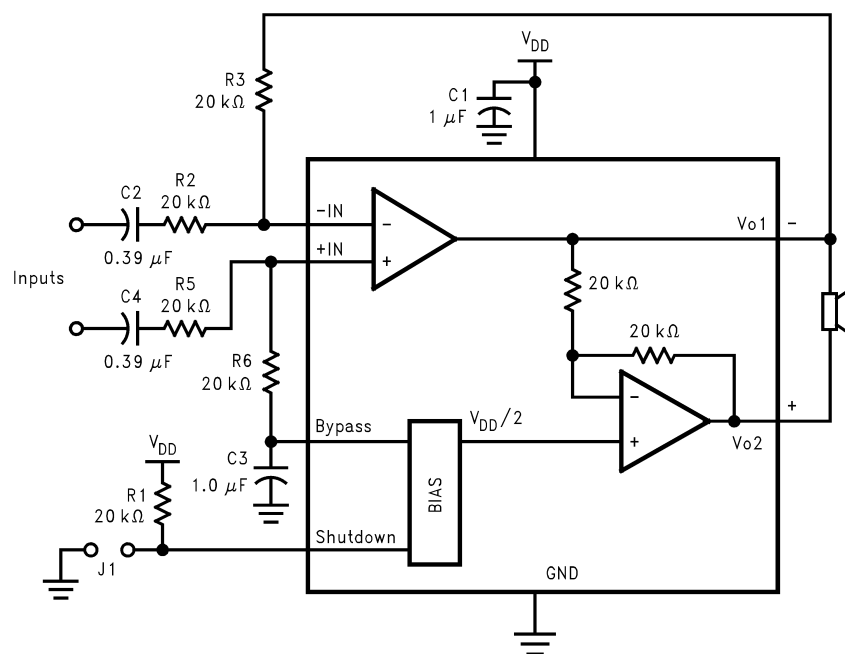 V_DD
R3
20 kΩ
C1
1 μF
C2
R2
20 kΩ
0.39 μF
-IN
+IN
−
+
Vo1
-
Inputs
C4
R5
20 kΩ
0.39 μF
20 kΩ
20 kΩ
R6
20 kΩ
−
+
+
Vo2
Bypass
V_DD/2
C3
1.0 μF
BIAS
V_DD
R1
20 kΩ
Shutdown
J1
GND